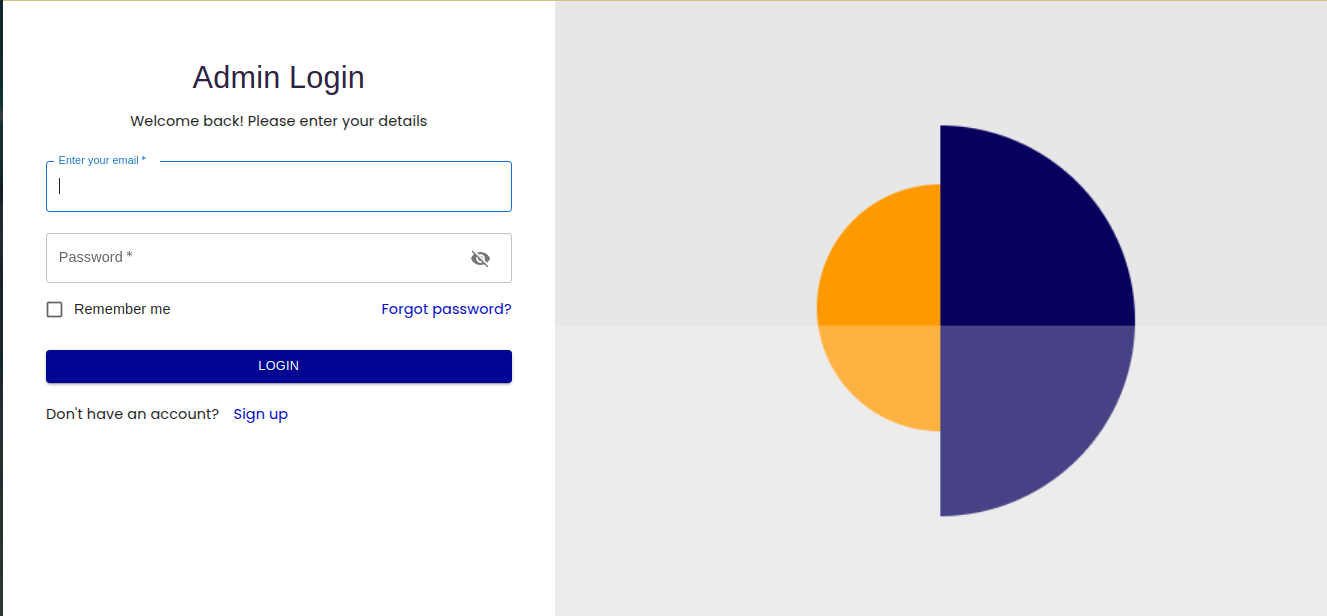 Admin Login
Welcome back! Please enter your details
Enter your email *
Password *
Remember me
Forgot password?
LOGIN
Don't have an account? Sign up